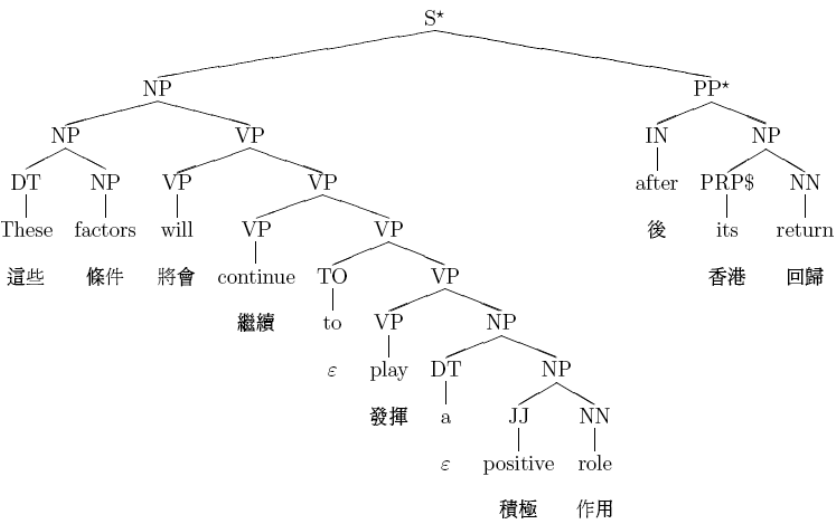 S*
NP PP*
NP VP IN NP
DT NP VP VP after PRP$ NN
These factors will VP VP 後 its return
這些 條件 將會 continue TO VP 香港 回歸
繼續 to VP NP
ε play DT NP
發揮 a JJ NN
ε positive role
積極 作用